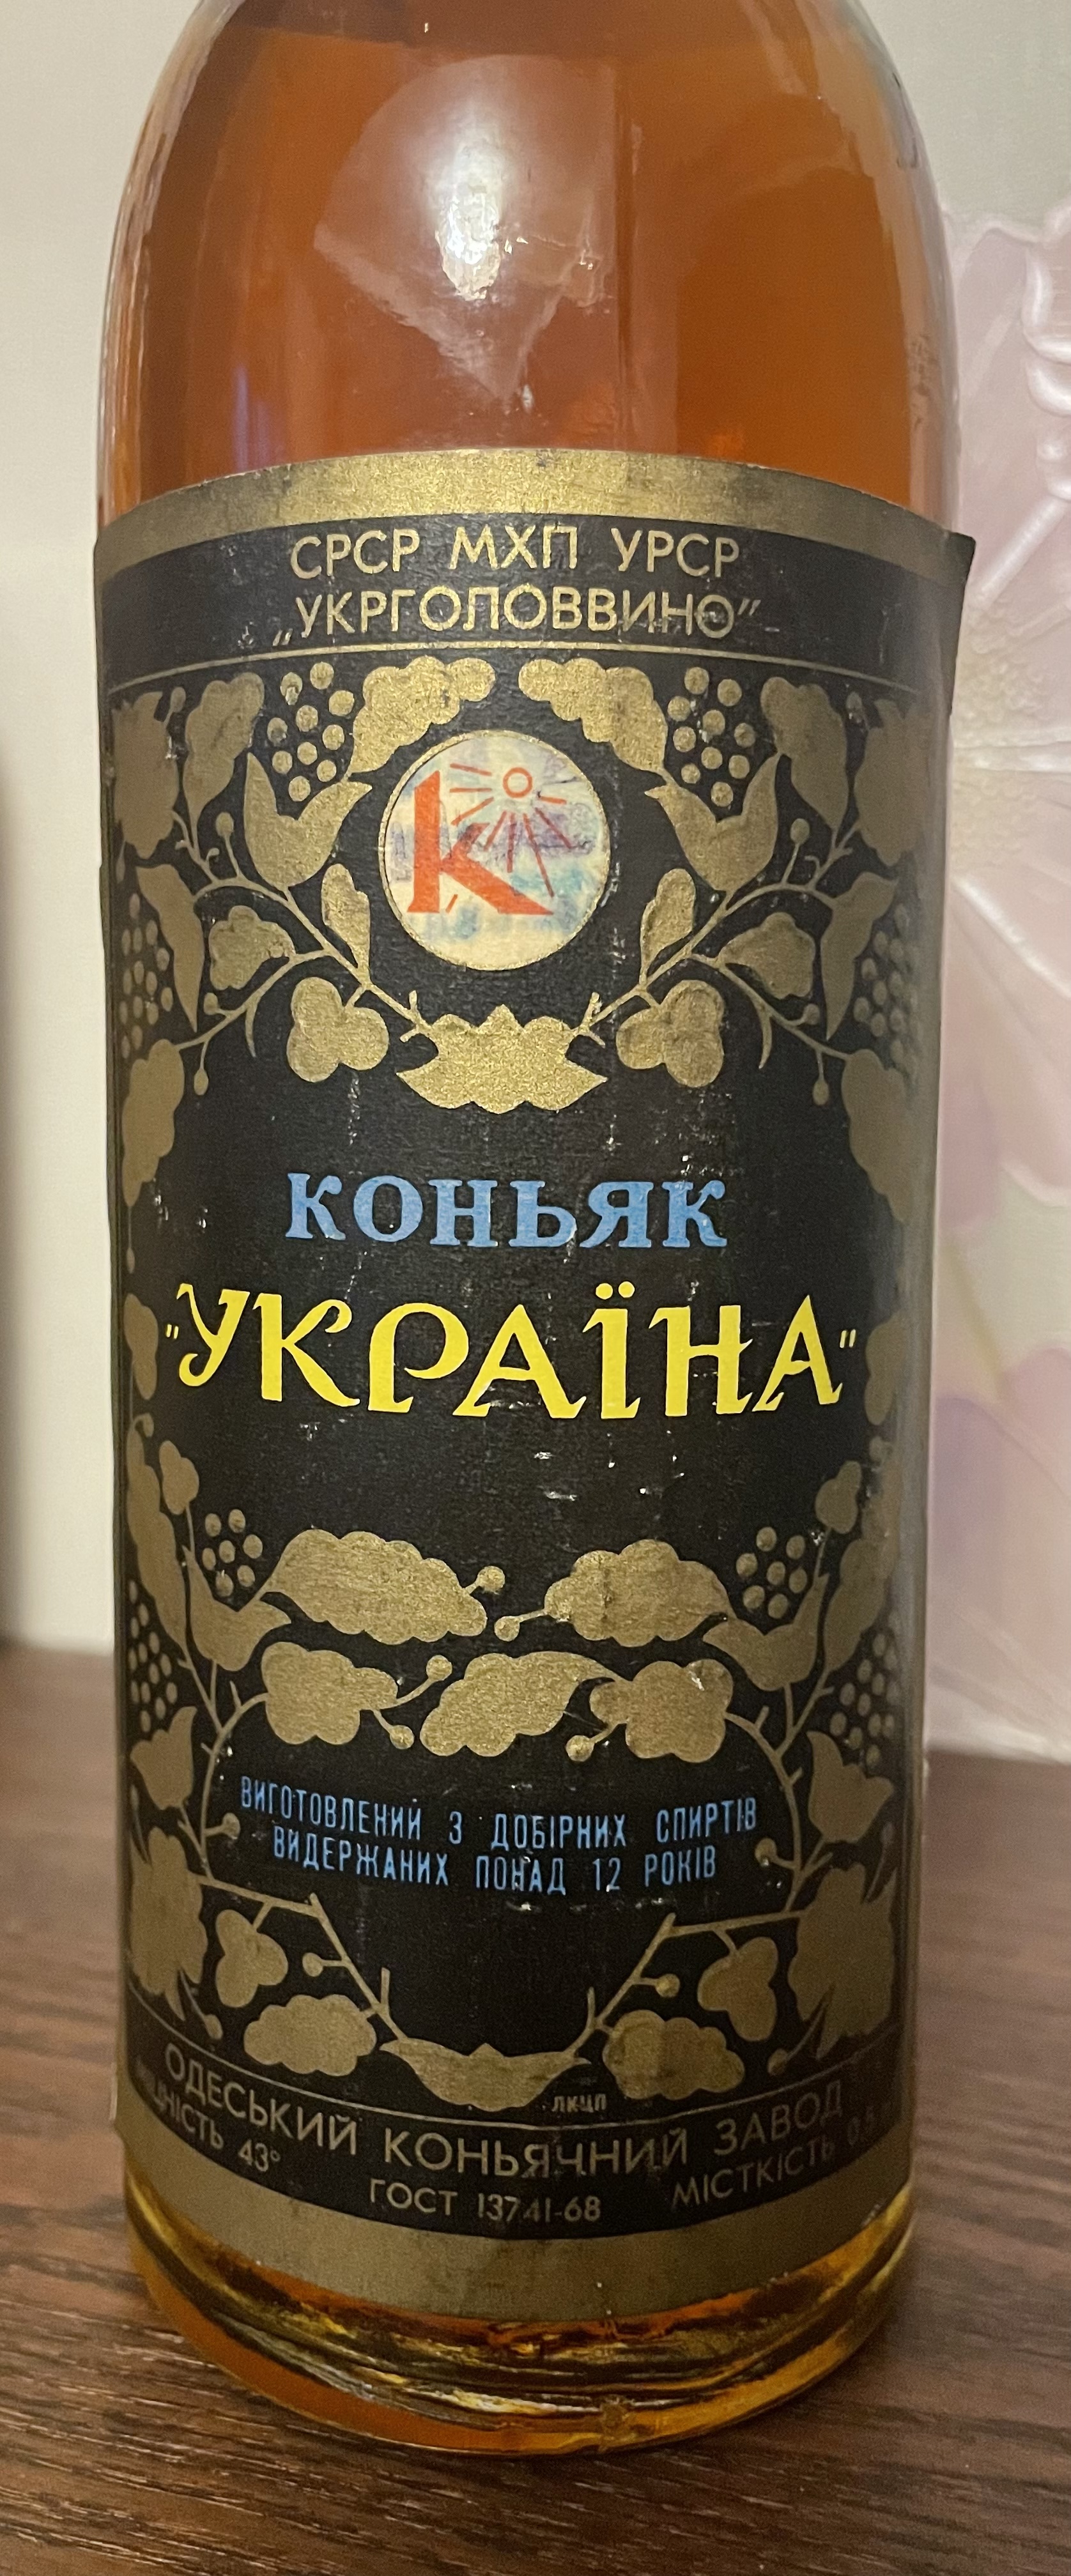 СРСР МХП УРСР
„УКРГОЛОВВИНО"
К
КОНЬЯК
"УКРАЇНА"
ВИГОТОВЛЕНИЙ З ДОБІРНИХ СПИРТІВ
ВИДЕРЖАНИХ ПОНАД 12 РОКІВ
ЛКЦП
ОДЕСЬКИЙ КОНЬЯЧНИЙ ЗАВОД
43° ГОСТ 13741-68 МІСТКІСТЬ